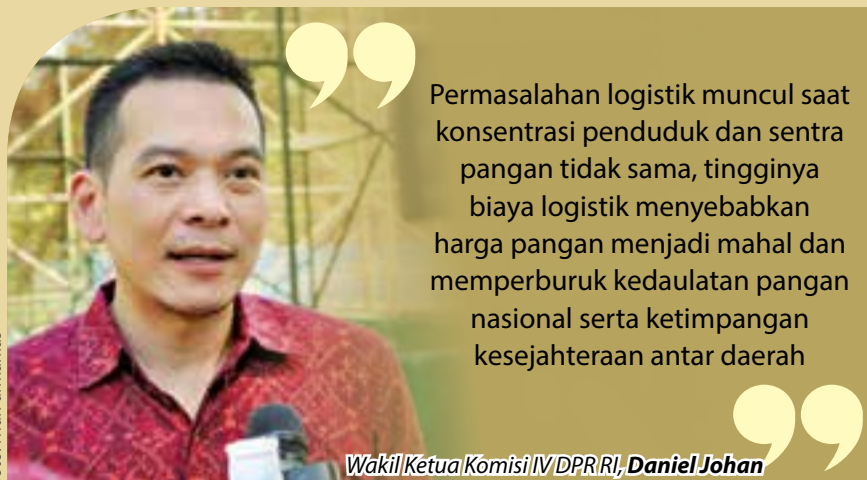 Permasalahan logistik muncul saat
konsentrasi penduduk dan sentra
pangan tidak sama, tingginya
biaya logistik menyebabkan
harga pangan menjadi mahal dan
memperburuk kedaulatan pangan
nasional serta ketimpangan
kesejahteraan antar daerah
”
Wakil Ketua Komisi IV DPR RI, Daniel Johan